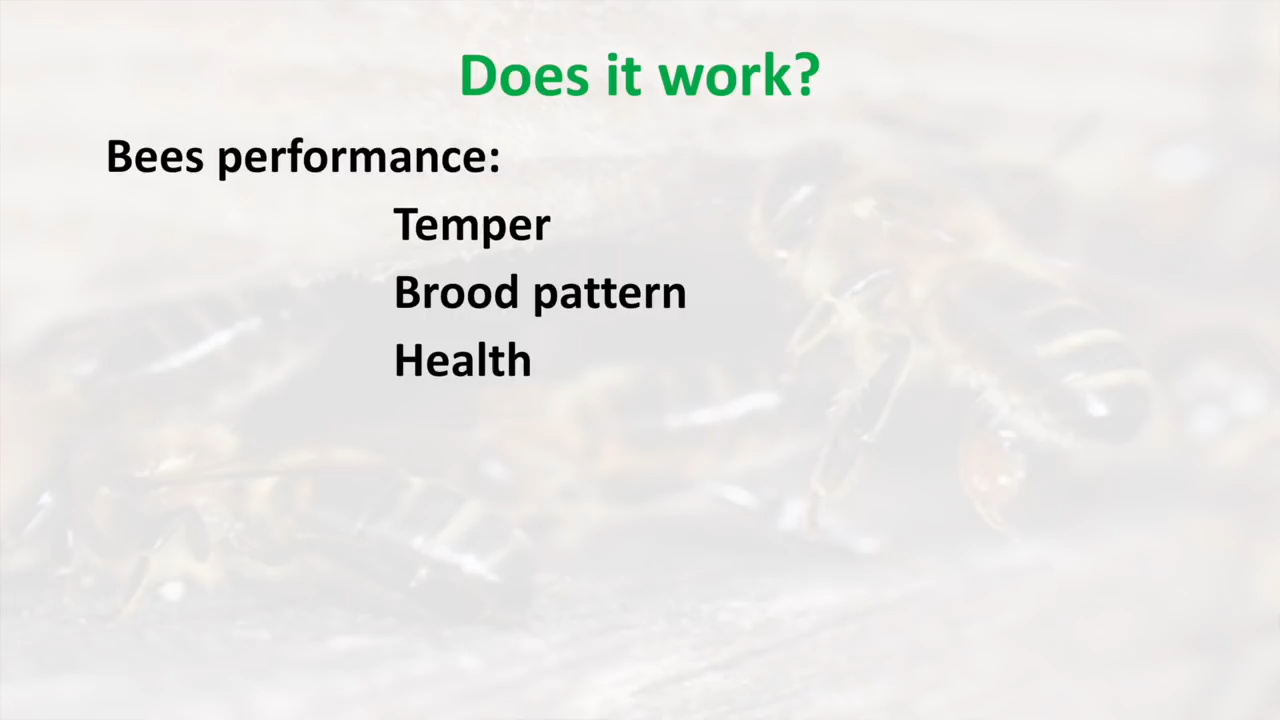 Does it work?
Bees performance:
Temper
Brood pattern
Health